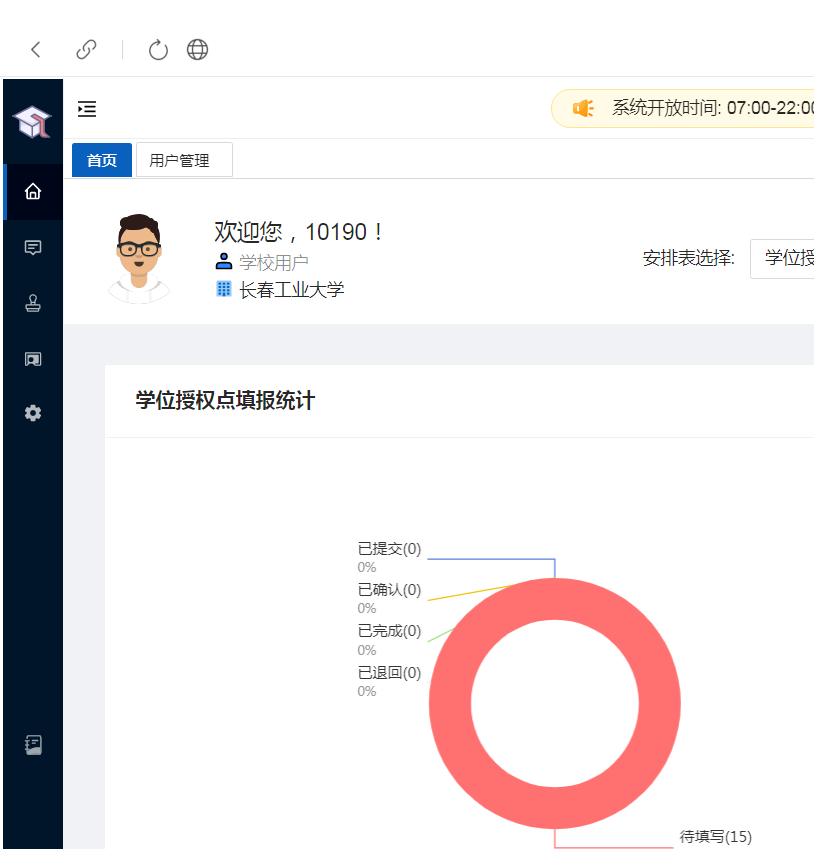 系统开放时间: 07:00-22:00
首页
用户管理
欢迎您，10190！
学校用户
长春工业大学
安排表选择:
学位授
学位授权点填报统计
已提交(0)
0%
已确认(0)
0%
已完成(0)
0%
已退回(0)
0%
待填写(15)